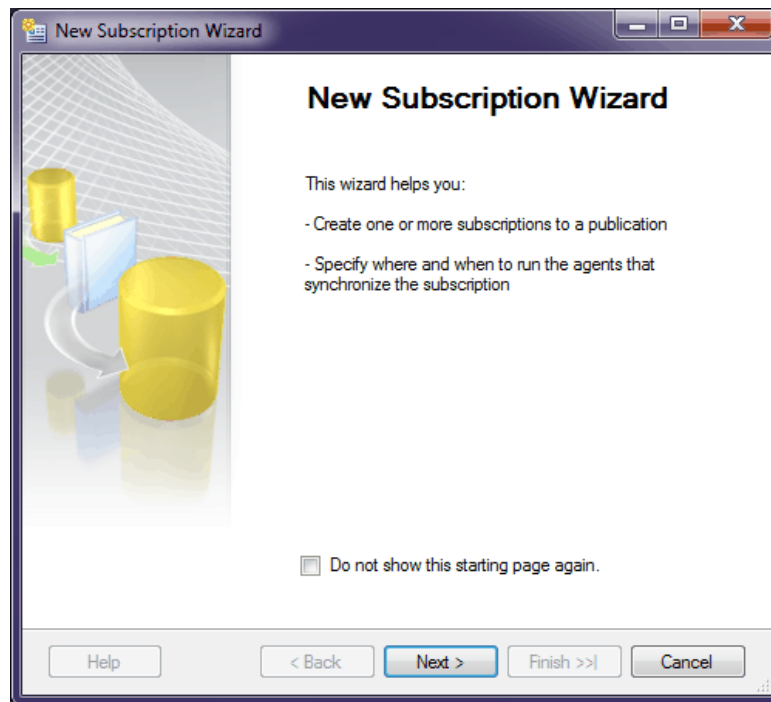 New Subscription Wizard
New Subscription Wizard
This wizard helps you:
- Create one or more subscriptions to a publication
- Specify where and when to run the agents that
synchronize the subscription
Do not show this starting page again.
Help
< Back
Next >
Finish >>|
Cancel